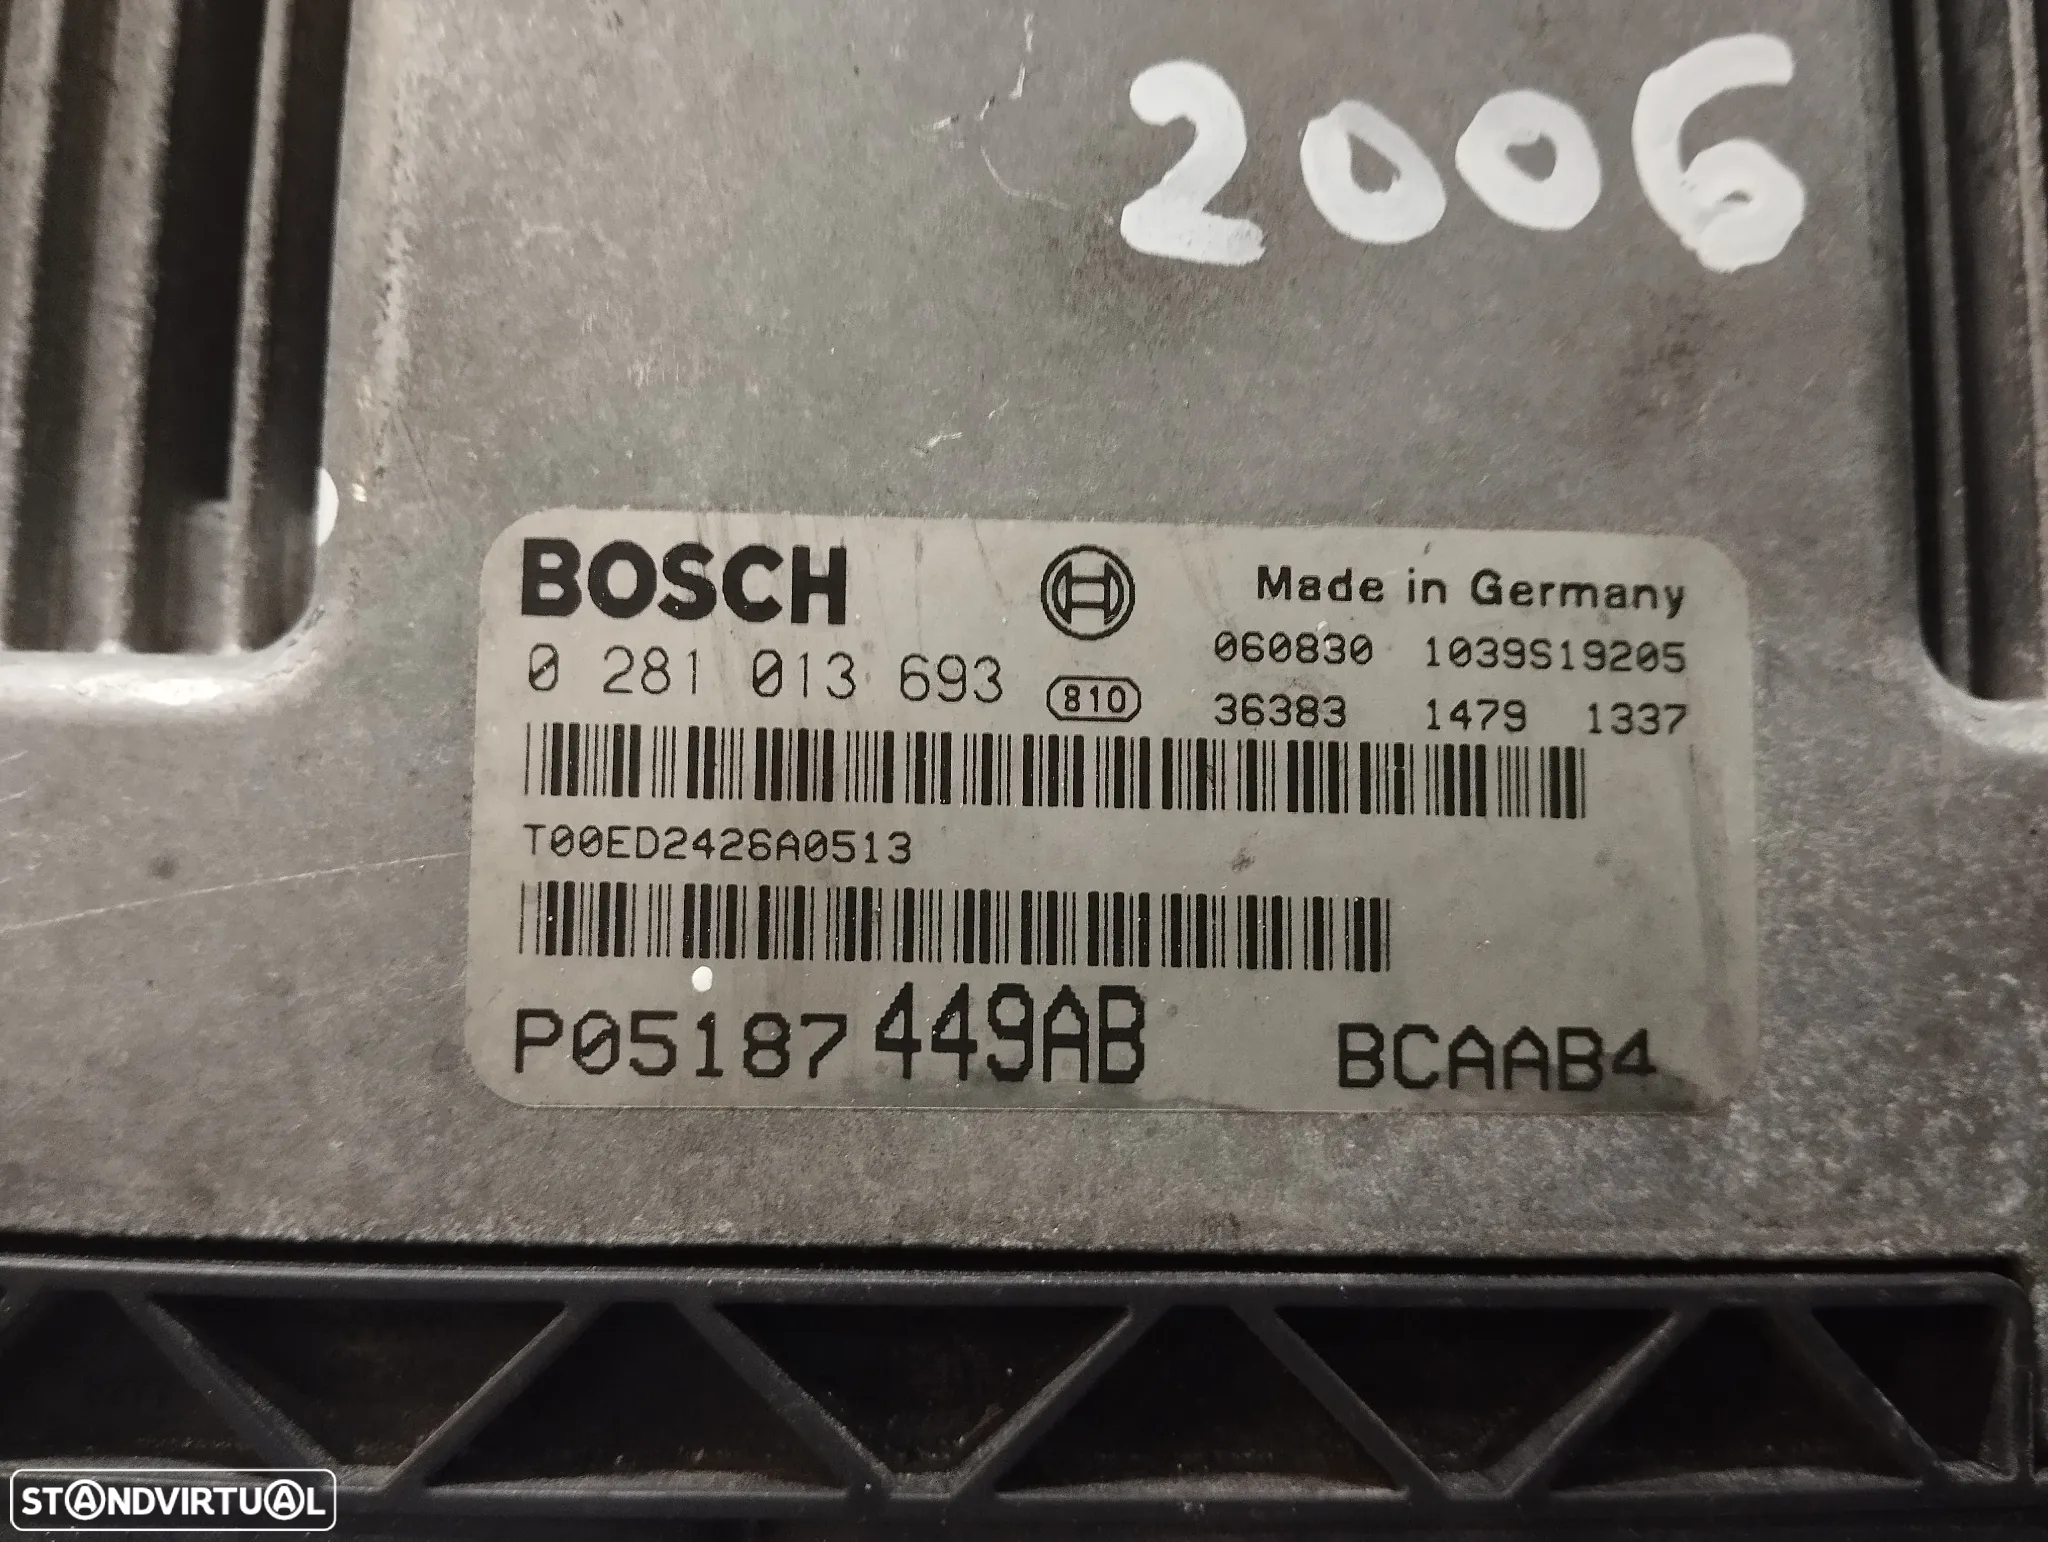 2006
BOSCH
Made in Germany
0 281 013 693
810
060830 1039S19205
36383 1479 1337
T00ED2426A0513
P05187449AB
BCAAB4
STANDVIRTUAL